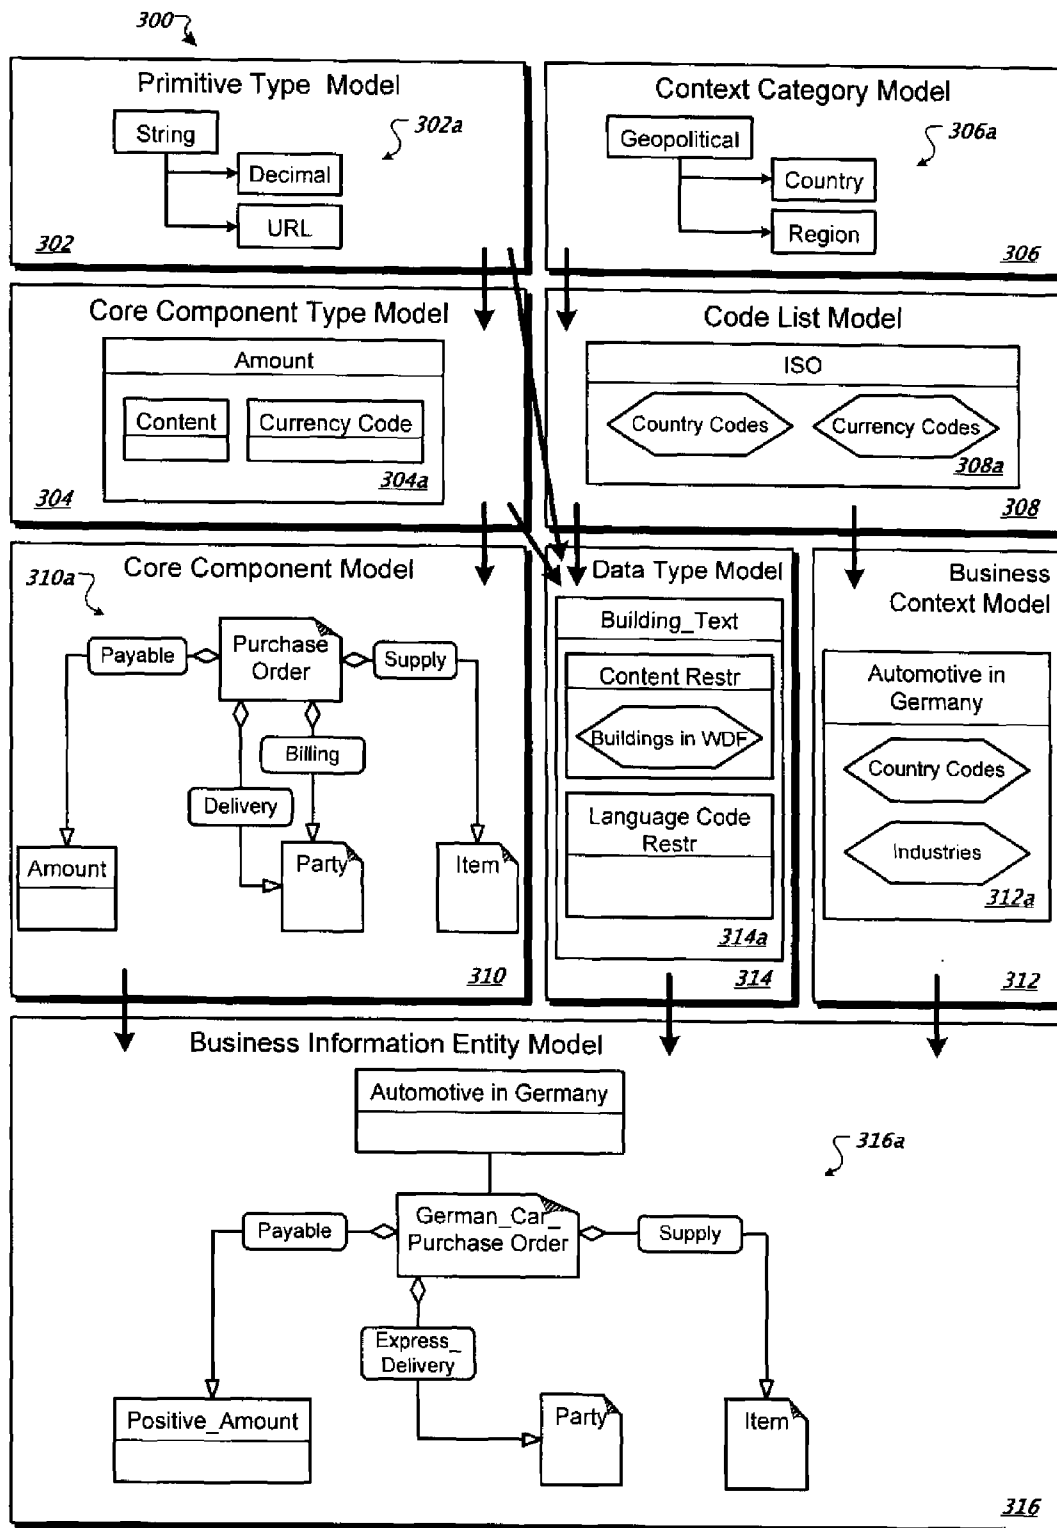 300
Primitive Type Model
String
302a
Decimal
URL
302
Context Category Model
Geopolitical
306a
Country
Region
306
Core Component Type Model
Amount
Content
Currency Code
304a
304
Code List Model
ISO
Country Codes
Currency Codes
308a
308
Core Component Model
310a
Payable
Purchase
Order
Supply
Billing
Delivery
Amount
Party
Item
310
Data Type Model
Building_Text
Content Restr
Buildings in WDF
Language Code
Restr
314a
314
Business
Context Model
Automotive in
Germany
Country Codes
Industries
312a
312
Business Information Entity Model
Automotive in Germany
316a
Payable
German_Car_
Purchase Order
Supply
Express_
Delivery
Positive_Amount
Party
Item
316